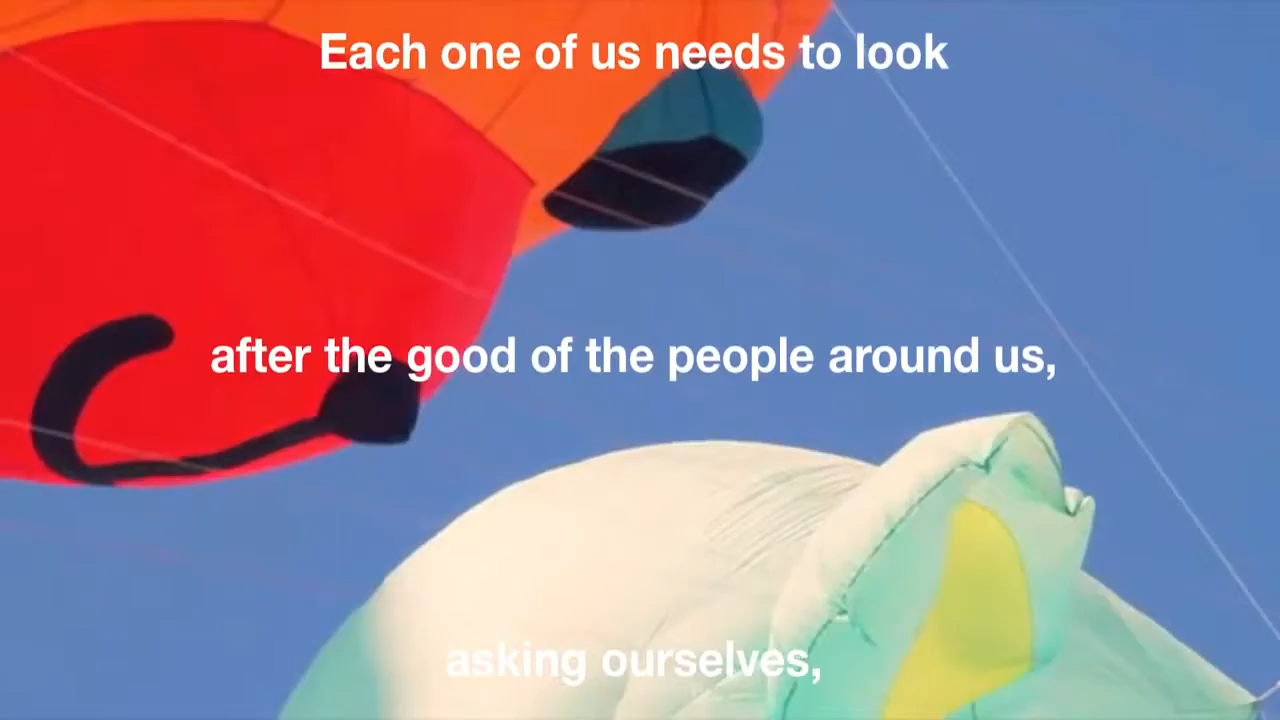 Each one of us needs to look
after the good of the people around us,
asking ourselves,